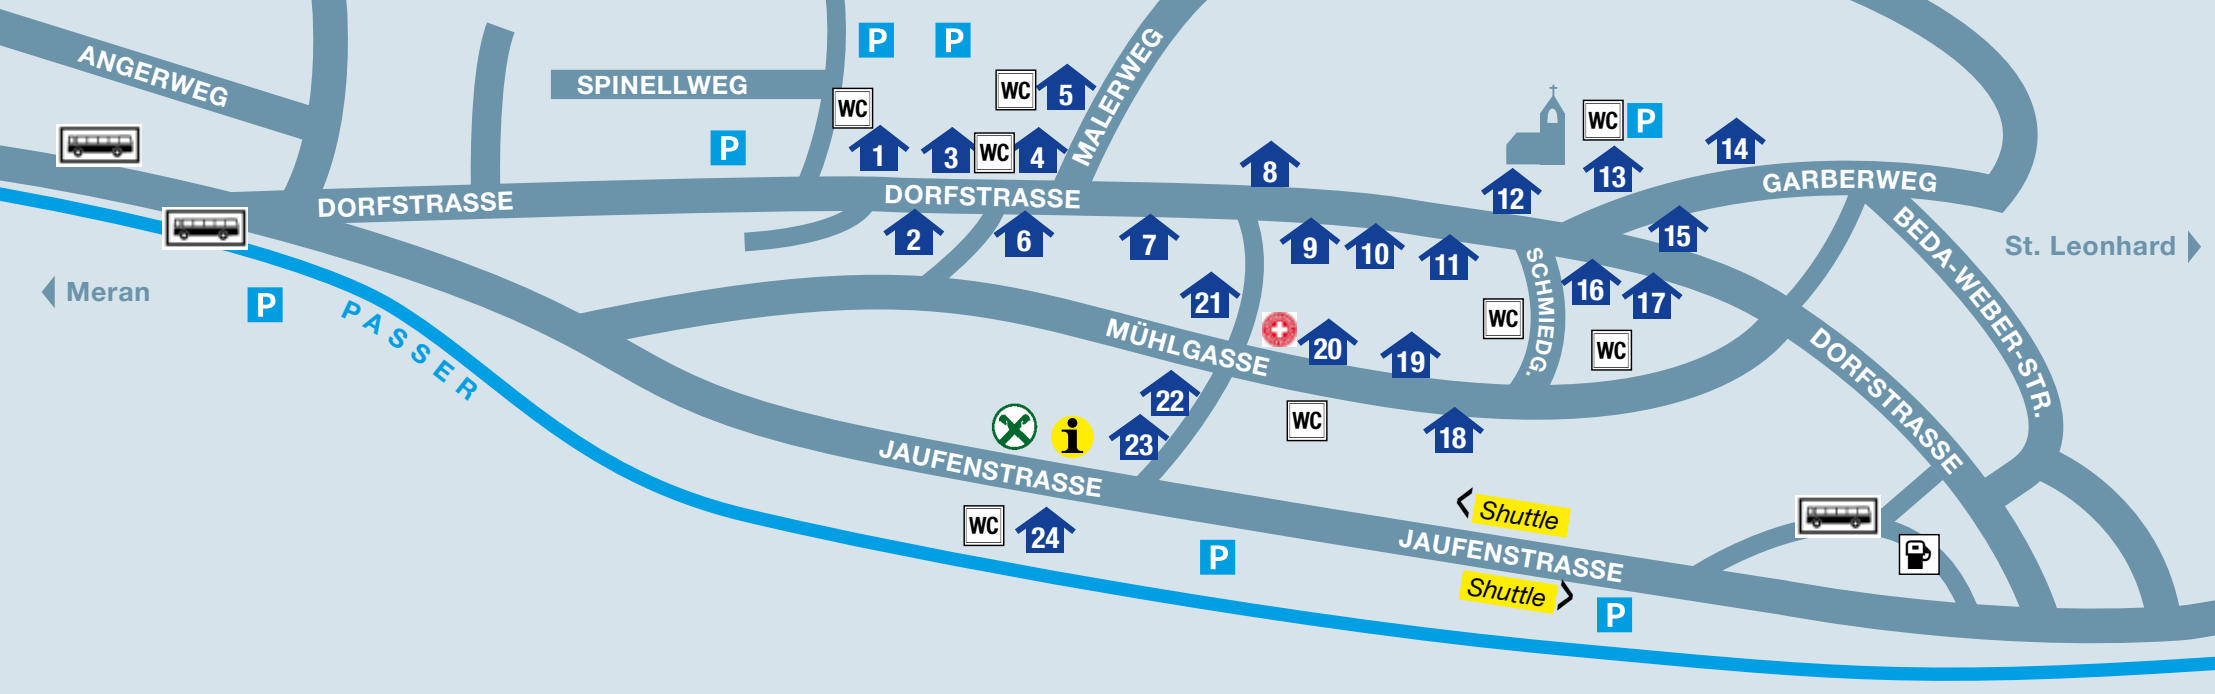 P
P
ANGERWEG
SPINELLWEG
MALERWEG
WC
5
WC
WC
P
P
1
3
WC
4
8
14
13
12
GARBERWEG
DORFSTRASSE
DORFSTRASSE
2
6
7
9
10
11
15
BEDA-WEBER-STR.
St. Leonhard
Meran
P
PASSER
21
SCHMIEDG.
16
17
WC
WC
MÜHLGASSE
20
19
DORFSTRASSE
22
WC
18
i
23
JAUFENSTRASSE
WC
24
Shuttle
JAUFENSTRASSE
Shuttle
P
P